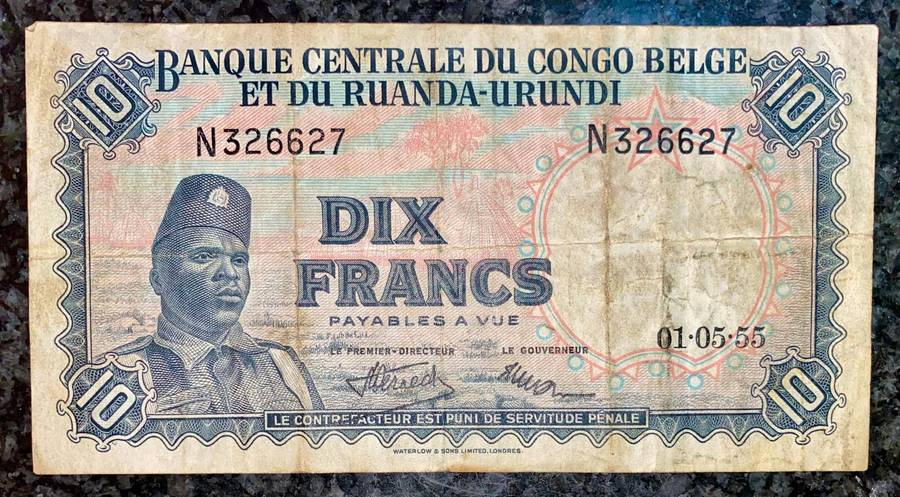 BANQUE CENTRALE DU CONGO BELGE
ET DU RUANDA-URUNDI
10
10
N326627
N326627
DIX
FRANCS
PAYABLES A VUE
LE PREMIER-DIRECTEUR
LE GOUVERNEUR
01·05·55
10
10
LE CONTREFACTEUR EST PUNI DE SERVITUDE PÉNALE
WATERLOW & SONS LIMITED, LONDRES.